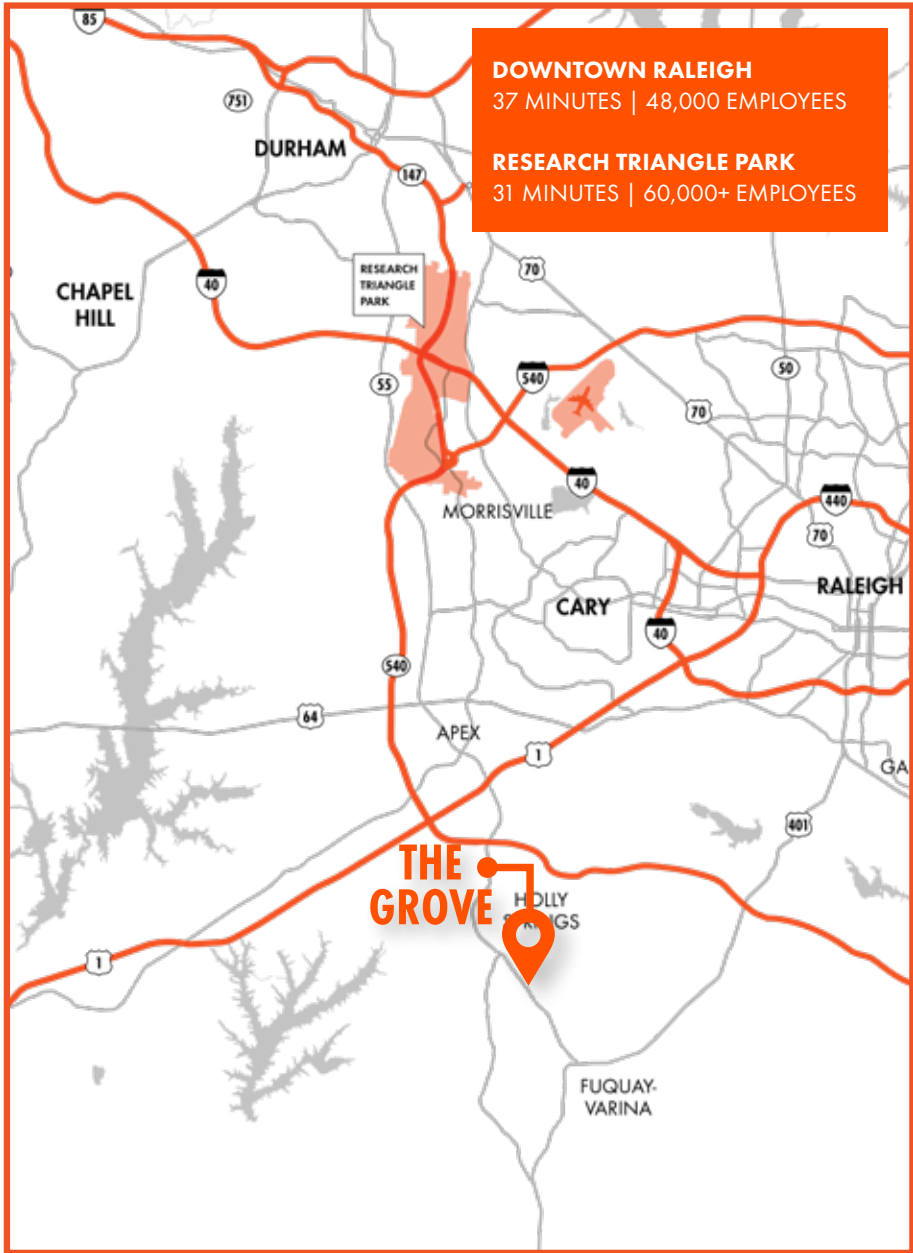 85
DOWNTOWN RALEIGH
37 MINUTES | 48,000 EMPLOYEES
RESEARCH TRIANGLE PARK
31 MINUTES | 60,000+ EMPLOYEES
751
DURHAM
147
70
RESEARCH
TRIANGLE
PARK
40
CHAPEL
HILL
55
540
50
70
40
440
MORRISVILLE
70
CARY
RALEIGH
40
540
64
APEX
1
GA
401
THE
GROVE
HOLLY
SPRINGS
1
FUQUAY-
VARINA